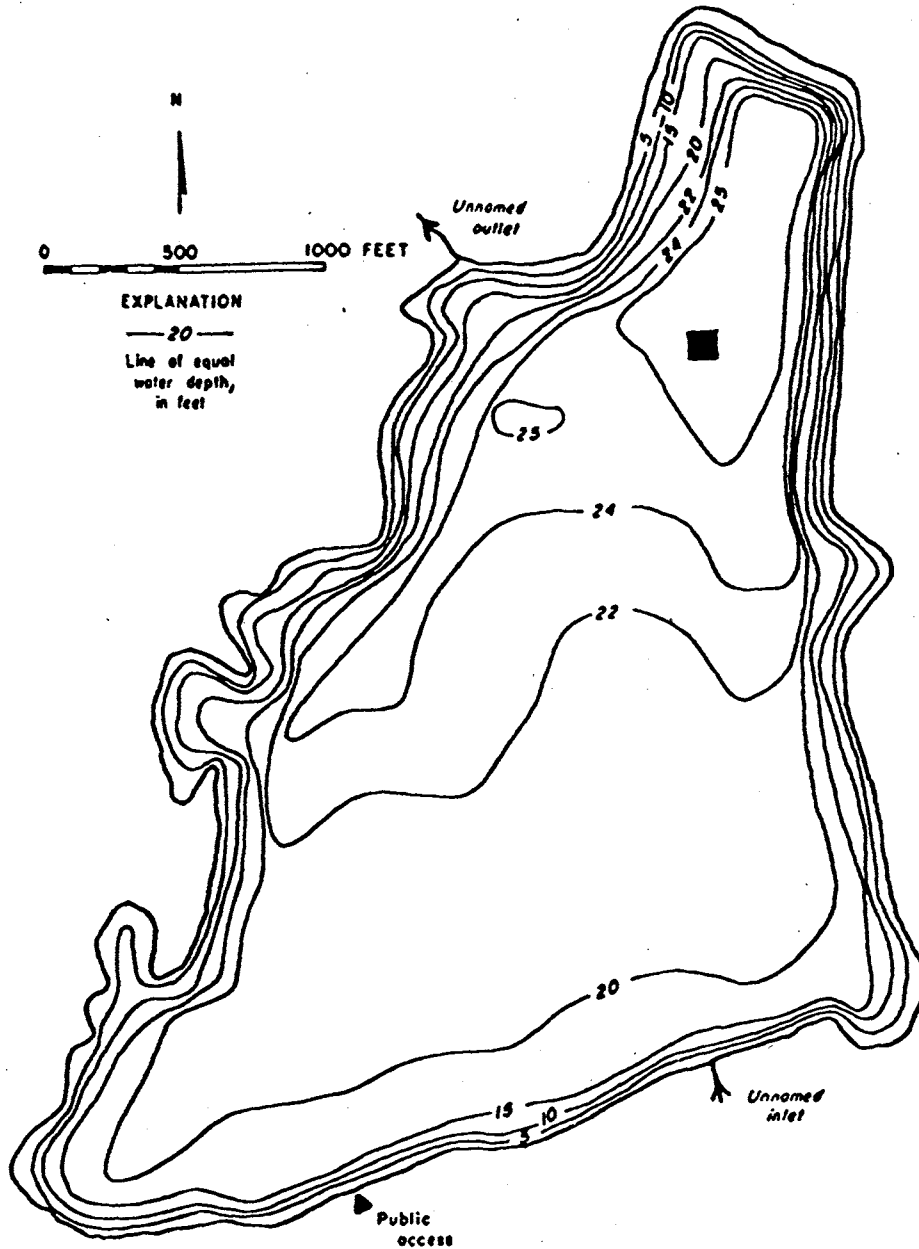 N
0 500 1000 FEET
EXPLANATION
20
Line of equal
water depth,
in feet
Unnamed
outlet
5
10
15
20
22
24
25
25
24
22
20
15
10
5
Unnamed
inlet
Public
access